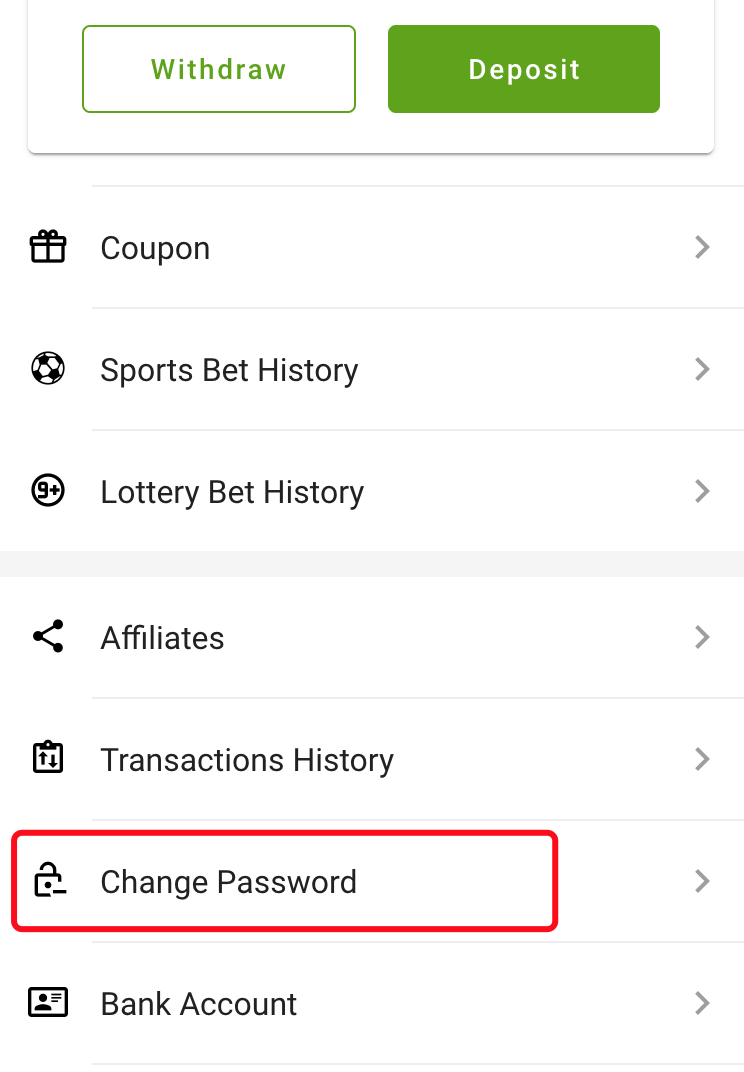 Withdraw
Deposit
Coupon
Sports Bet History
9+
Lottery Bet History
Affiliates
Transactions History
Change Password
Bank Account